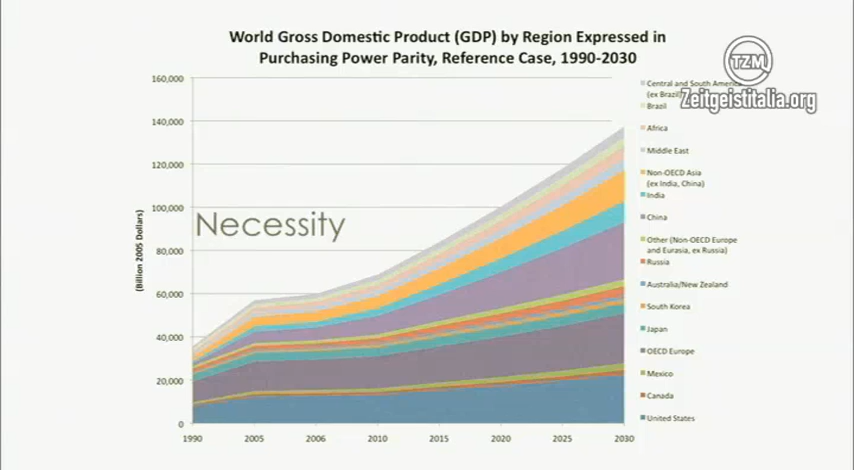 World Gross Domestic Product (GDP) by Region Expressed in
Purchasing Power Parity, Reference Case, 1990-2030
TZM
Zeitgeistitalia.org
160,000
140,000
120,000
100,000
80,000
60,000
40,000
20,000
0
(Billion 2005 Dollars)
Necessity
1990
2005
2006
2010
2015
2020
2025
2030
Central and South America
(ex Brazil)
Brazil
Africa
Middle East
Non-OECD Asia
(ex India, China)
India
China
Other (Non-OECD Europe
and Eurasia, ex Russia)
Russia
Australia/New Zealand
South Korea
Japan
OECD Europe
Mexico
Canada
United States